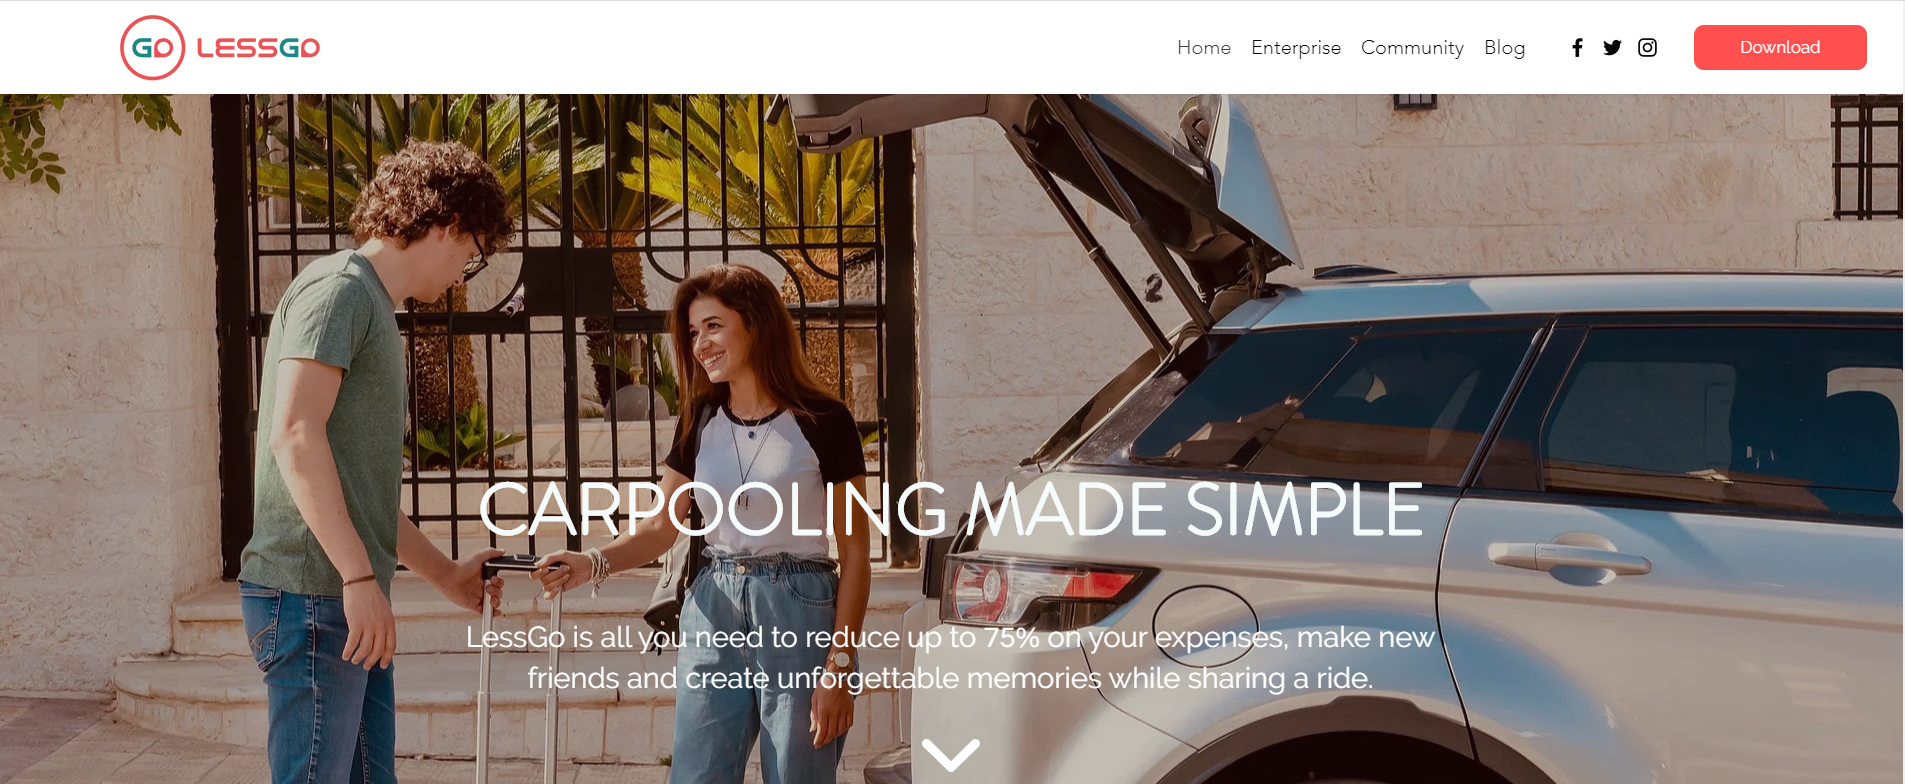 GO LESSGO
Home Enterprise Community Blog Download
CARPOOLING MADE SIMPLE
LessGo is all you need to reduce up to 75% on your expenses, make new
friends and create unforgettable memories while sharing a ride.